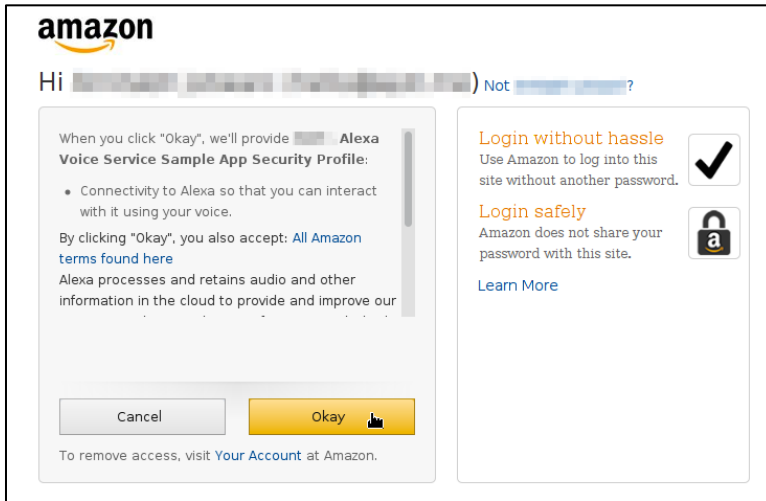 amazon
Hi ) Not ?
When you click "Okay", we'll provide Alexa
Voice Service Sample App Security Profile:
• Connectivity to Alexa so that you can interact
with it using your voice.
By clicking "Okay", you also accept: All Amazon
terms found here
Alexa processes and retains audio and other
information in the cloud to provide and improve our
Cancel
Okay
To remove access, visit Your Account at Amazon.
Login without hassle
Use Amazon to log into this
site without another password.
Login safely
Amazon does not share your
password with this site.
a
Learn More